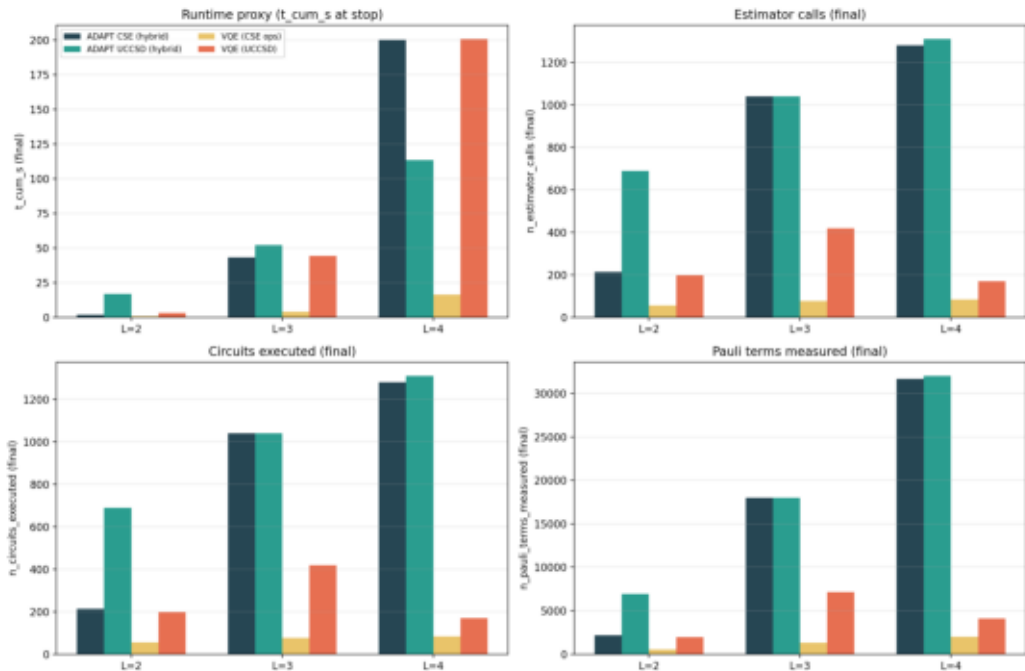 Runtime proxy (t_cum_s at stop)
ADAPT CSE (hybrid)
ADAPT UCCSD (hybrid)
VQE (CSE ops)
VQE (UCCSD)
t_cum_s (final)
200
175
150
125
100
75
50
25
0
L=2
L=3
L=4
Estimator calls (final)
n_estimator_calls (final)
1200
1000
800
600
400
200
0
L=2
L=3
L=4
Circuits executed (final)
n_circuits_executed (final)
1200
1000
800
600
400
200
0
L=2
L=3
L=4
Pauli terms measured (final)
n_pauli_terms_measured (final)
30000
25000
20000
15000
10000
5000
0
L=2
L=3
L=4